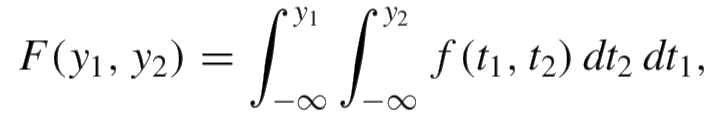 F(y₁, y₂) = ∫_{−∞}^{y₁} ∫_{−∞}^{y₂} f(t₁, t₂) dt₂ dt₁,